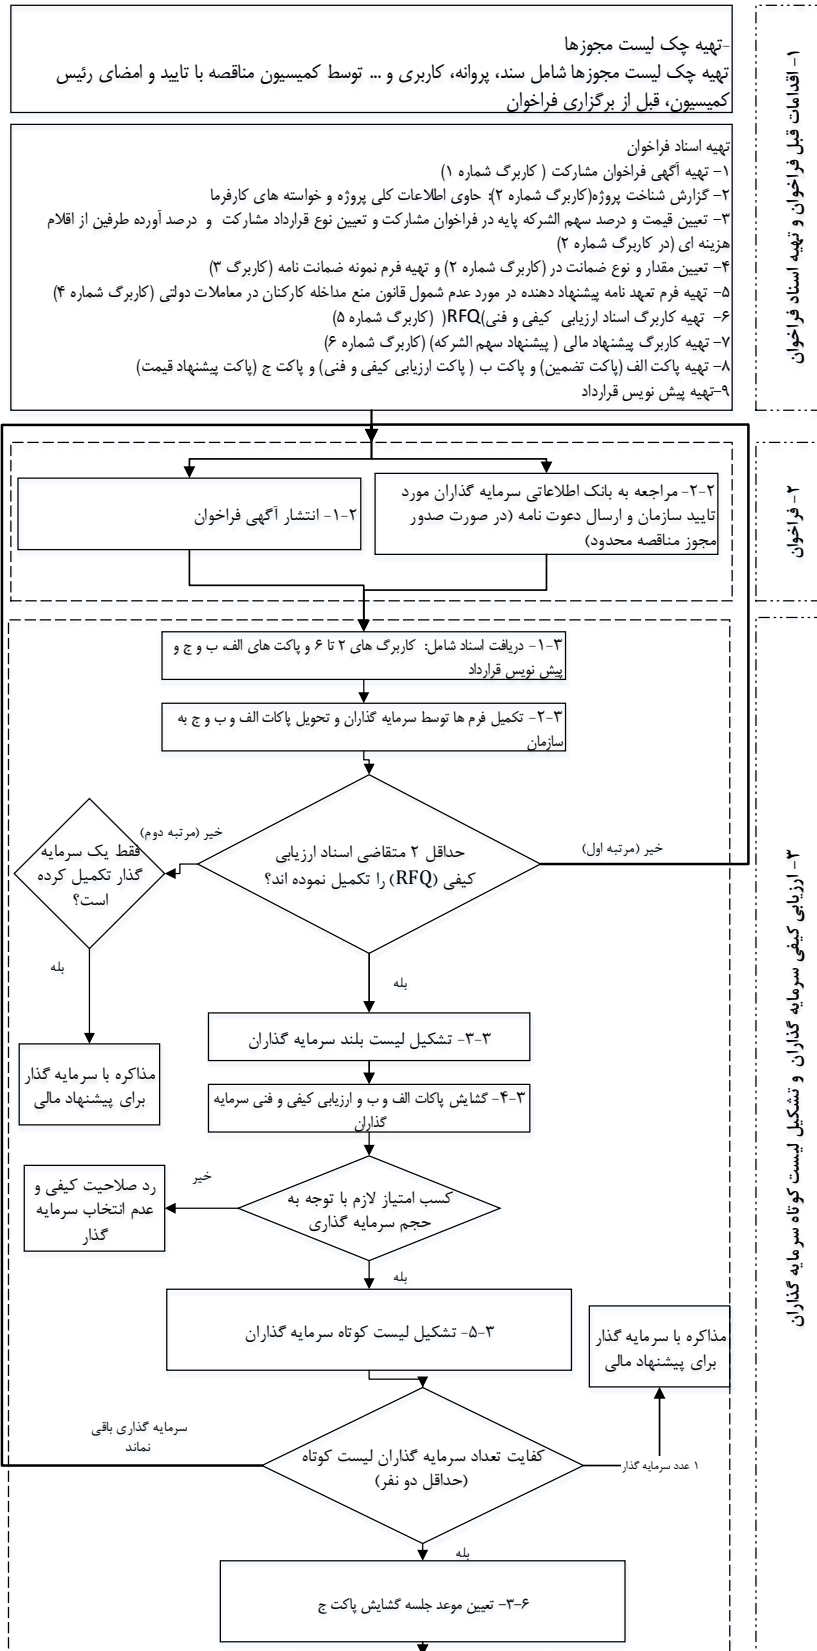 ۱- اقدامات قبل فراخوان و تهیه اسناد فراخوان
-تهیه چک لیست مجوزها
تهیه چک لیست مجوزها شامل سند، پروانه، کاربری و ... توسط کمیسیون مناقصه با تایید و امضای رئیس
کمیسیون، قبل از برگزاری فراخوان
تهیه اسناد فراخوان
۱- تهیه آگهی فراخوان مشارکت ( کاربرگ شماره ۱)
۲- گزارش شناخت پروژه(کاربرگ شماره ۲): حاوی اطلاعات کلی پروژه و خواسته های کارفرما
۳- تعیین قیمت و درصد سهم الشرکه پایه در فراخوان مشارکت و تعیین نوع قرارداد مشارکت و درصد آورده طرفین از اقلام
هزینه ای (در کاربرگ شماره ۲)
۴- تعیین مقدار و نوع ضمانت در (کاربرگ شماره ۲) و تهیه فرم نمونه ضمانت نامه (کاربرگ ۳)
۵- تهیه فرم تعهد نامه پیشنهاد دهنده در مورد عدم شمول قانون منع مداخله کارکنان در معاملات دولتی (کاربرگ شماره ۴)
۶- تهیه کاربرگ اسناد ارزیابی کیفی و فنی)RFQ( (کاربرگ شماره ۵)
۷- تهیه کاربرگ پیشنهاد مالی ( پیشنهاد سهم الشرکه) (کاربرگ شماره ۶)
۸- تهیه پاکت الف (پاکت تضمین) و پاکت ب ( پاکت ارزیابی کیفی و فنی) و پاکت ج (پاکت پیشنهاد قیمت)
۹-تهیه پیش نویس قرارداد
۲- فراخوان
۲-۲- مراجعه به بانک اطلاعاتی سرمایه گذاران مورد
تایید سازمان و ارسال دعوت نامه (در صورت صدور
مجوز مناقصه محدود)
۲-۱- انتشار آگهی فراخوان
۳- ارزیابی کیفی سرمایه گذاران و تشکیل لیست کوتاه سرمایه گذاران
۳-۱- دریافت اسناد شامل: کاربرگ های ۲ تا ۶ و پاکت های الف، ب و ج و
پیش نویس قرارداد
۳-۲- تکمیل فرم ها توسط سرمایه گذاران و تحویل پاکات الف و ب و ج به
سازمان
حداقل ۲ متقاضی اسناد ارزیابی
کیفی (RFQ) را تکمیل نموده اند؟
خیر (مرتبه اول)
خیر (مرتبه دوم)
فقط یک سرمایه
گذار تکمیل کرده
است؟
بله
بله
مذاکره با سرمایه گذار
برای پیشنهاد مالی
۳-۳- تشکیل لیست بلند سرمایه گذاران
۳-۴- گشایش پاکات الف و ب و ارزیابی کیفی و فنی سرمایه
گذاران
کسب امتیاز لازم با توجه به
حجم سرمایه گذاری
خیر
رد صلاحیت کیفی و
عدم انتخاب سرمایه
گذار
بله
۳-۵- تشکیل لیست کوتاه سرمایه گذاران
مذاکره با سرمایه گذار
برای پیشنهاد مالی
کفایت تعداد سرمایه گذاران لیست کوتاه
(حداقل دو نفر)
۱ عدد سرمایه گذار
سرمایه گذاری باقی
نماند
بله
۳-۶- تعیین موعد جلسه گشایش پاکت ج